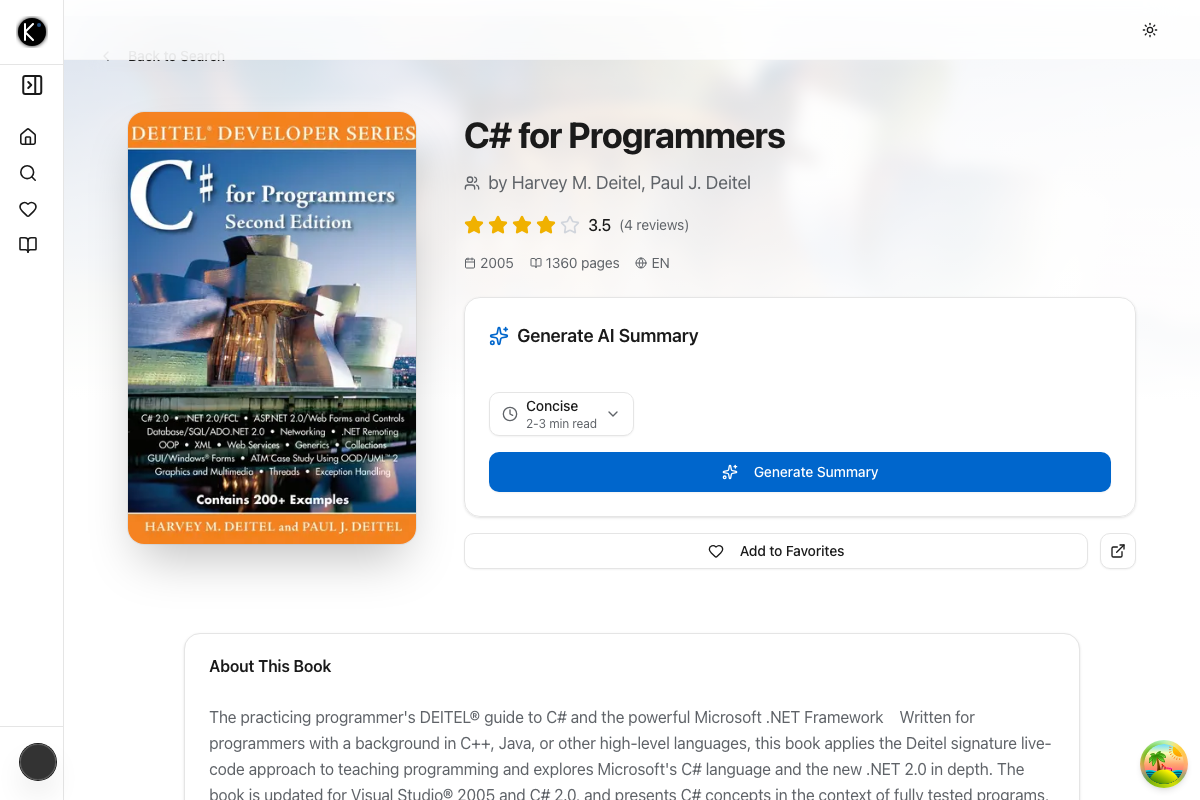 K
Back to Search
DEITEL® DEVELOPER SERIES
C# for Programmers
Second Edition
C# 2.0 • .NET 2.0/FCL • ASP.NET 2.0/Web Forms and Controls
Database/SQL/ADO.NET 2.0 • Networking • .NET Remoting
OOP • XML • Web Services • Generics • Collections
GUI/Windows® Forms • ATM Case Study Using OOD/UML™ 2
Graphics and Multimedia • Threads • Exception Handling
Contains 200+ Examples
HARVEY M. DEITEL and PAUL J. DEITEL
C# for Programmers
by Harvey M. Deitel, Paul J. Deitel
3.5 (4 reviews)
2005 1360 pages EN
Generate AI Summary
Concise
2-3 min read
Generate Summary
Add to Favorites
About This Book
The practicing programmer's DEITEL® guide to C# and the powerful Microsoft .NET Framework Written for
programmers with a background in C++, Java, or other high-level languages, this book applies the Deitel signature live-
code approach to teaching programming and explores Microsoft's C# language and the new .NET 2.0 in depth. The
book is updated for Visual Studio® 2005 and C# 2.0, and presents C# concepts in the context of fully tested programs,